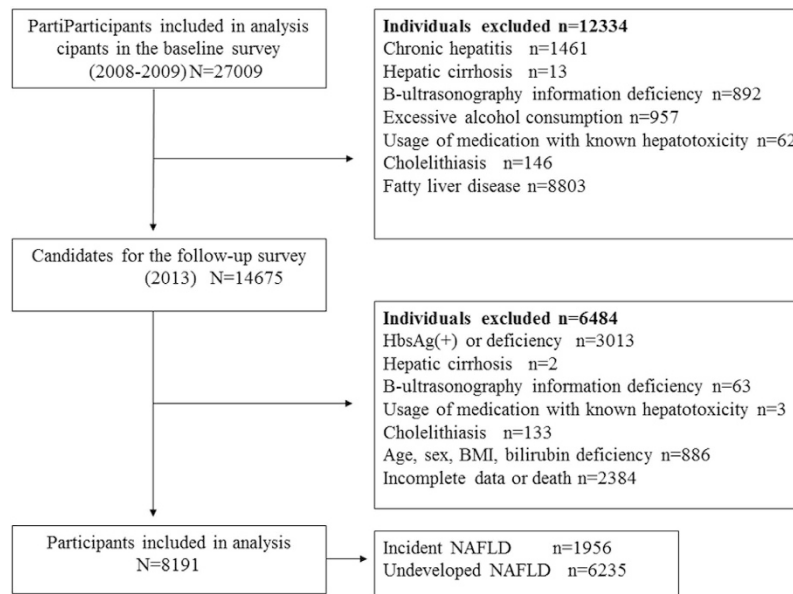 PartiParticipants included in analysis
cipants in the baseline survey
(2008-2009) N=27009
Individuals excluded n=12334
Chronic hepatitis n=1461
Hepatic cirrhosis n=13
B-ultrasonography information deficiency n=892
Excessive alcohol consumption n=957
Usage of medication with known hepatotoxicity n=62
Cholelithiasis n=146
Fatty liver disease n=8803
Candidates for the follow-up survey
(2013) N=14675
Individuals excluded n=6484
HbsAg(+) or deficiency n=3013
Hepatic cirrhosis n=2
B-ultrasonography information deficiency n=63
Usage of medication with known hepatotoxicity n=3
Cholelithiasis n=133
Age, sex, BMI, bilirubin deficiency n=886
Incomplete data or death n=2384
Participants included in analysis
N=8191
Incident NAFLD n=1956
Undeveloped NAFLD n=6235